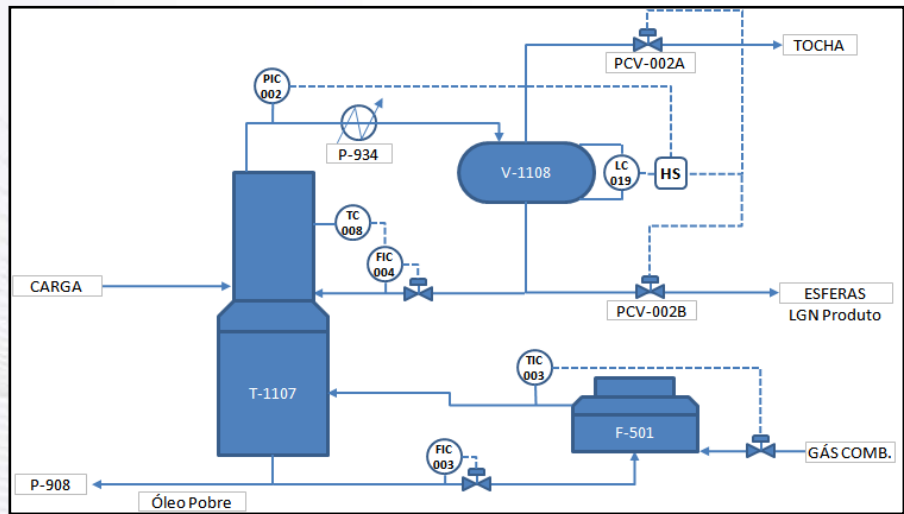 TOCHA
PCV-002A
PIC
002
P-934
V-1108
LC
019
HS
TC
008
FIC
004
CARGA
ESFERAS
LGN Produto
PCV-002B
TIC
003
T-1107
F-501
FIC
003
GÁS COMB.
P-908
Óleo Pobre